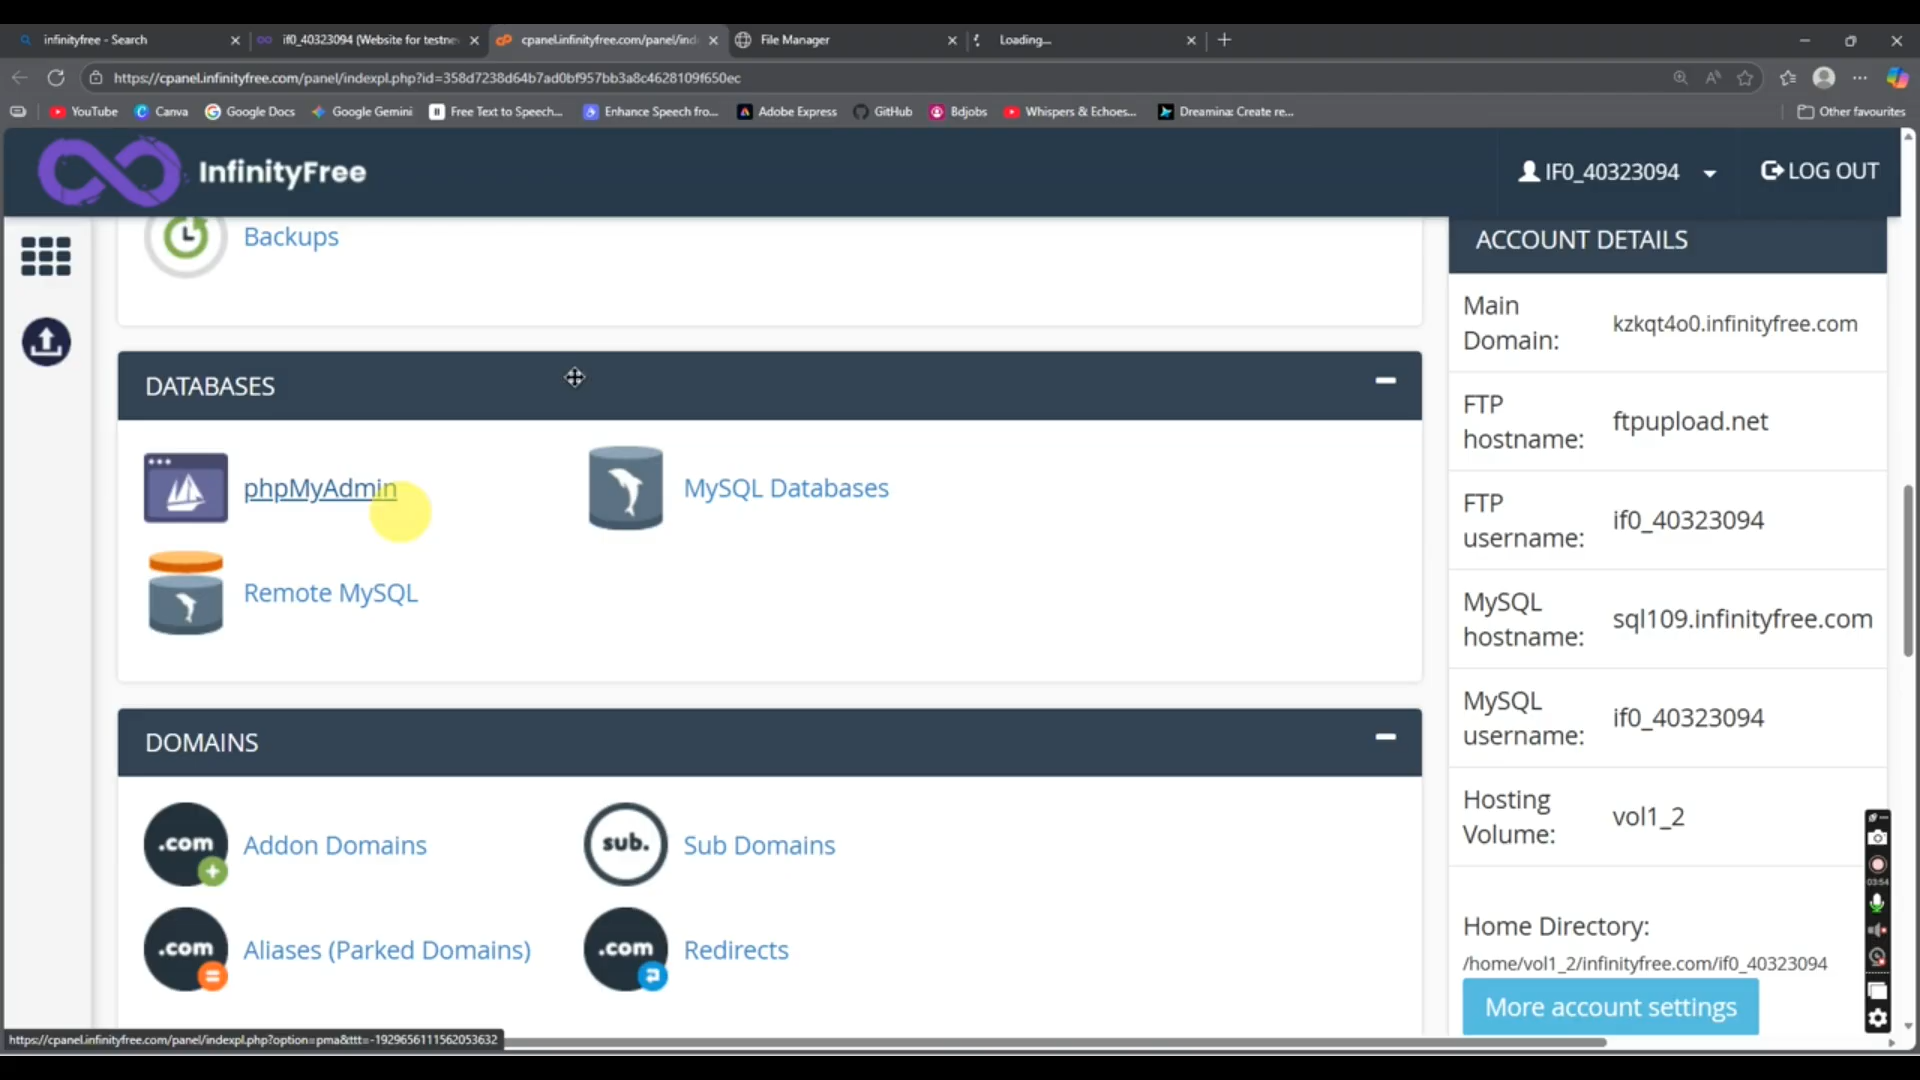 infinityfree - Search
if0_40323094 (Website for testne
cpanel.infinityfree.com/panel/ind
File Manager
Loading...
https://cpanel.infinityfree.com/panel/indexpl.php?id=358d7238d64b7ad0bf957bb3a8c4628109f650ec
YouTube
Canva
Google Docs
Google Gemini
Free Text to Speech...
Enhance Speech fro...
Adobe Express
GitHub
Bdjobs
Whispers & Echoes...
Dreamina: Create re...
Other favourites
InfinityFree
IF0_40323094
LOG OUT
Backups
DATABASES
phpMyAdmin
MySQL Databases
Remote MySQL
DOMAINS
.com
Addon Domains
sub.
Sub Domains
.com
Aliases (Parked Domains)
.com
Redirects
ACCOUNT DETAILS
Main
Domain:
kzkqt4o0.infinityfree.com
FTP
hostname:
ftpupload.net
FTP
username:
if0_40323094
MySQL
hostname:
sql109.infinityfree.com
MySQL
username:
if0_40323094
Hosting
Volume:
vol1_2
Home Directory:
/home/vol1_2/infinityfree.com/if0_40323094
More account settings
03:54
https://cpanel.infinityfree.com/panel/indexpl.php?option=pma&ttt=-1929656111562053632